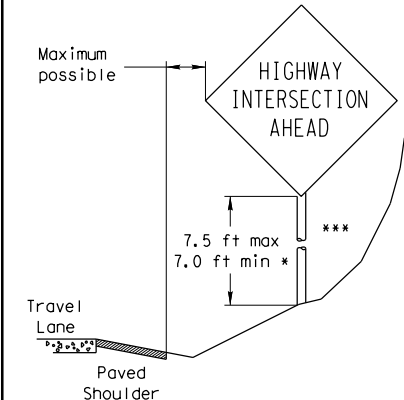 Maximum
possible
HIGHWAY
INTERSECTION
AHEAD
7.5 ft max
7.0 ft min *
***
Travel
Lane
Paved
Shoulder